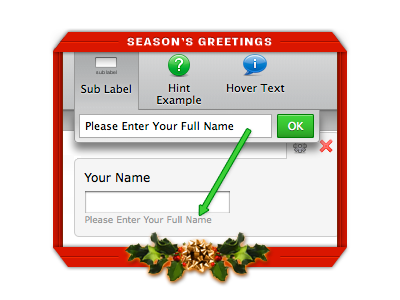 SEASON'S GREETINGS
sub label
Sub Label
Hint
Example
Hover Text
Please Enter Your Full Name
OK
Your Name
Please Enter Your Full Name